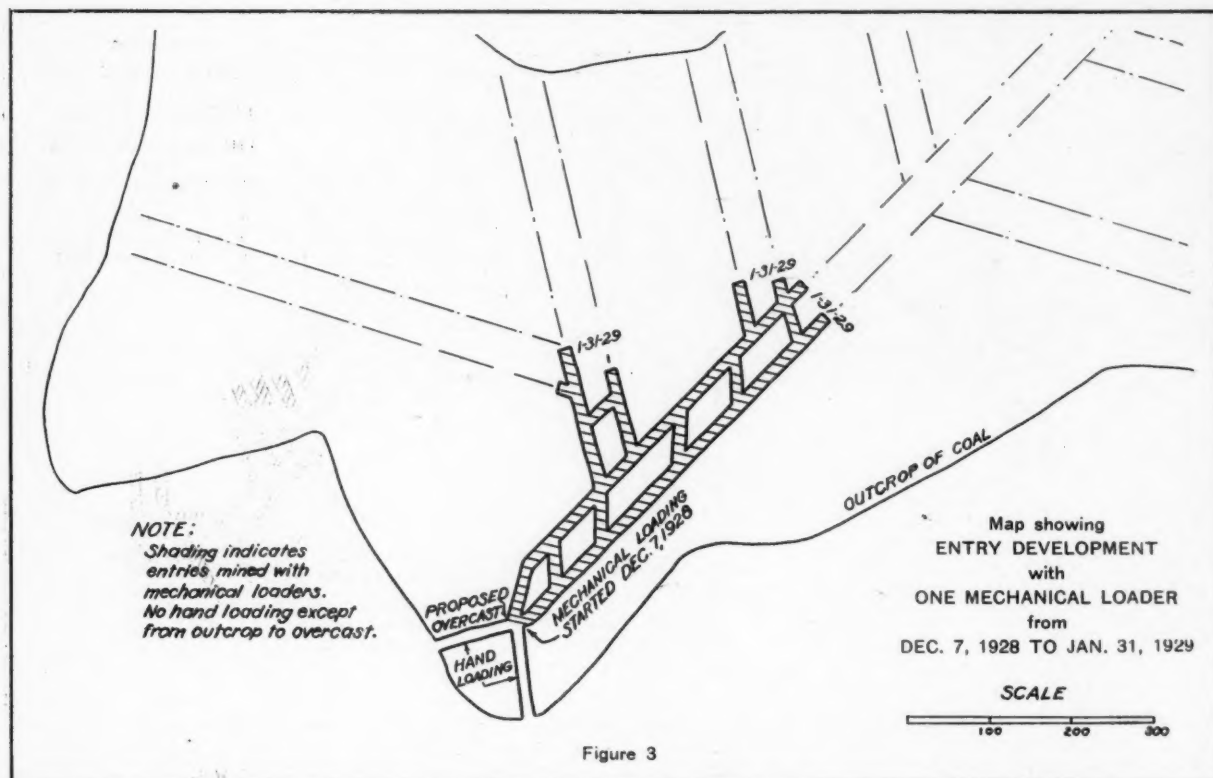 1-31-29
1-31-29
1-31-29
OUTCROP OF COAL
MECHANICAL LOADING
STARTED DEC. 7, 1928
PROPOSED
OVERCAST
HAND
LOADING
NOTE:
Shading indicates
entries mined with
mechanical loaders.
No hand loading except
from outcrop to overcast.
Map showing
ENTRY DEVELOPMENT
with
ONE MECHANICAL LOADER
from
DEC. 7, 1928 TO JAN. 31, 1929
SCALE
100 200 300
Figure 3